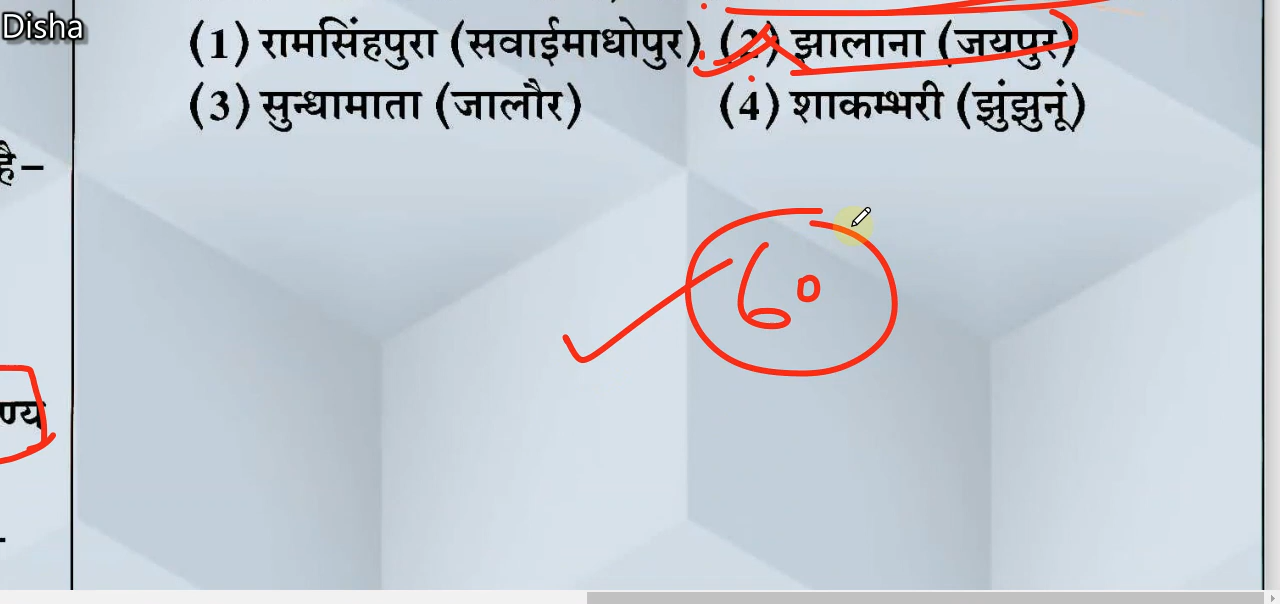 Disha
(1) रामसिंहपुरा (सवाईमाधोपुर) (2) झालाना (जयपुर)
(3) सुन्धामाता (जालौर) (4) शाकम्भरी (झुंझुनूं)
है–
60
ण्य
-